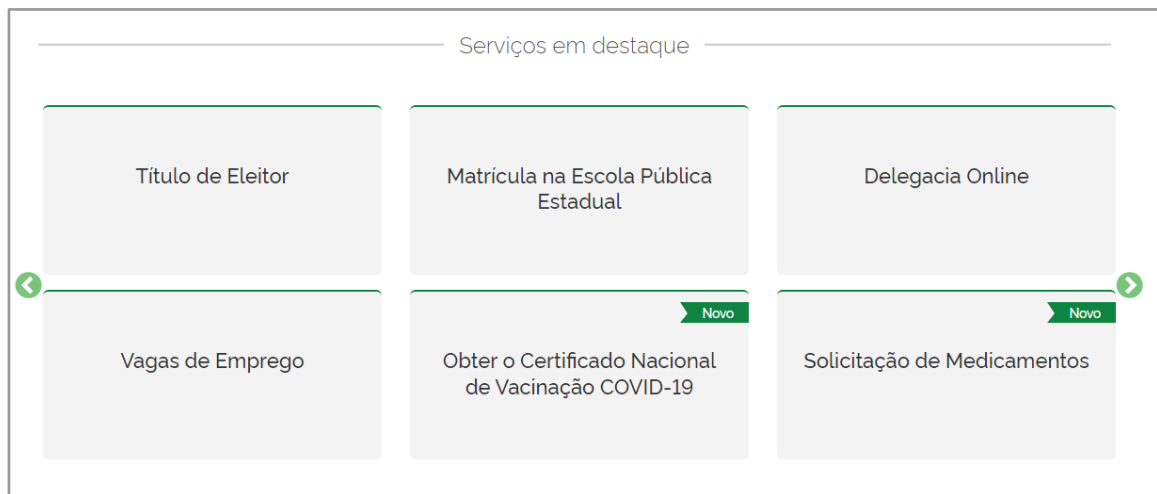 Serviços em destaque
Título de Eleitor
Matrícula na Escola Pública
Estadual
Delegacia Online
Vagas de Emprego
Novo
Obter o Certificado Nacional
de Vacinação COVID-19
Novo
Solicitação de Medicamentos